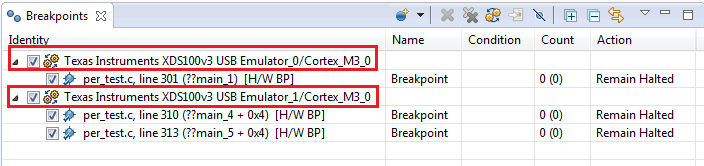 Breakpoints
Identity Name Condition Count Action
Texas Instruments XDS100v3 USB Emulator_0/Cortex_M3_0
per_test.c, line 301 (??main_1) [H/W BP] Breakpoint 0 (0) Remain Halted
Texas Instruments XDS100v3 USB Emulator_1/Cortex_M3_0
per_test.c, line 310 (??main_4 + 0x4) [H/W BP] Breakpoint 0 (0) Remain Halted
per_test.c, line 313 (??main_5 + 0x4) [H/W BP] Breakpoint 0 (0) Remain Halted